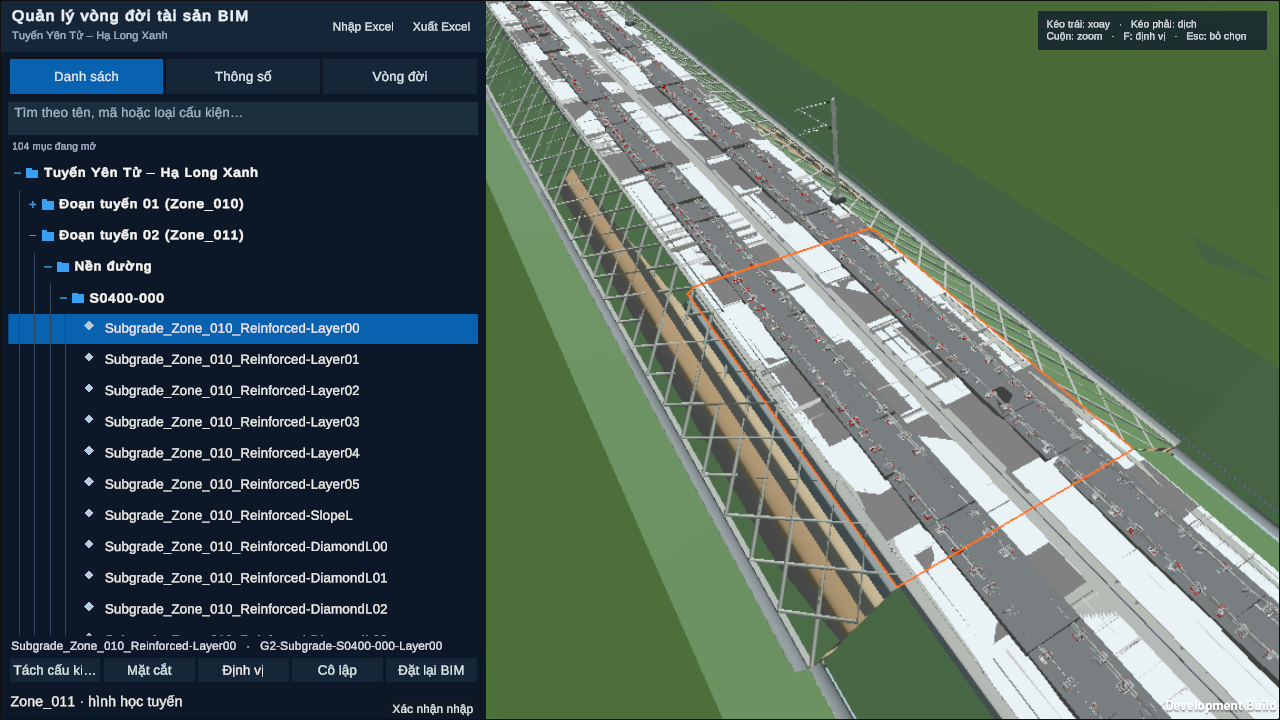 Quản lý vòng đời tài sản BIM
Tuyến Yên Tử – Hạ Long Xanh
Nhập Excel
Xuất Excel
Danh sách
Thông số
Vòng đời
Tìm theo tên, mã hoặc loại cấu kiện…
104 mục đang mở
– Tuyến Yên Tử – Hạ Long Xanh
+ Đoạn tuyến 01 (Zone_010)
– Đoạn tuyến 02 (Zone_011)
– Nền đường
– S0400-000
Subgrade_Zone_010_Reinforced-Layer00
Subgrade_Zone_010_Reinforced-Layer01
Subgrade_Zone_010_Reinforced-Layer02
Subgrade_Zone_010_Reinforced-Layer03
Subgrade_Zone_010_Reinforced-Layer04
Subgrade_Zone_010_Reinforced-Layer05
Subgrade_Zone_010_Reinforced-SlopeL
Subgrade_Zone_010_Reinforced-DiamondL00
Subgrade_Zone_010_Reinforced-DiamondL01
Subgrade_Zone_010_Reinforced-DiamondL02
Subgrade_Zone_010_Reinforced-Layer00 · G2-Subgrade-S0400-000-Layer00
Tách cấu ki…
Mặt cắt
Định vị
Cô lập
Đặt lại BIM
Zone_011 · hình học tuyến
Xác nhận nhập
Kéo trái: xoay · Kéo phải: dịch
Cuộn: zoom · F: định vị · Esc: bỏ chọn
Development Build